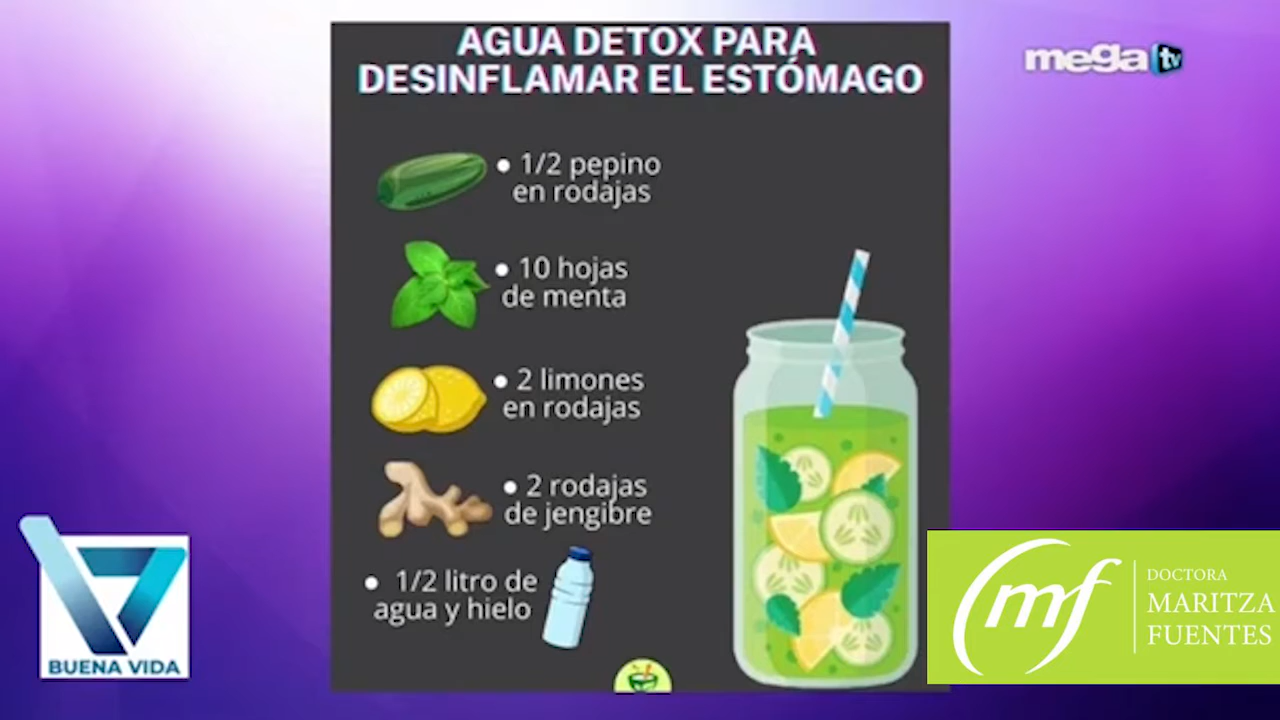 AGUA DETOX PARA
DESINFLAMAR EL ESTÓMAGO
mega tv
• 1/2 pepino
en rodajas
• 10 hojas
de menta
• 2 limones
en rodajas
• 2 rodajas
de jengibre
• 1/2 litro de
agua y hielo
BUENA VIDA
mf
DOCTORA
MARITZA
FUENTES